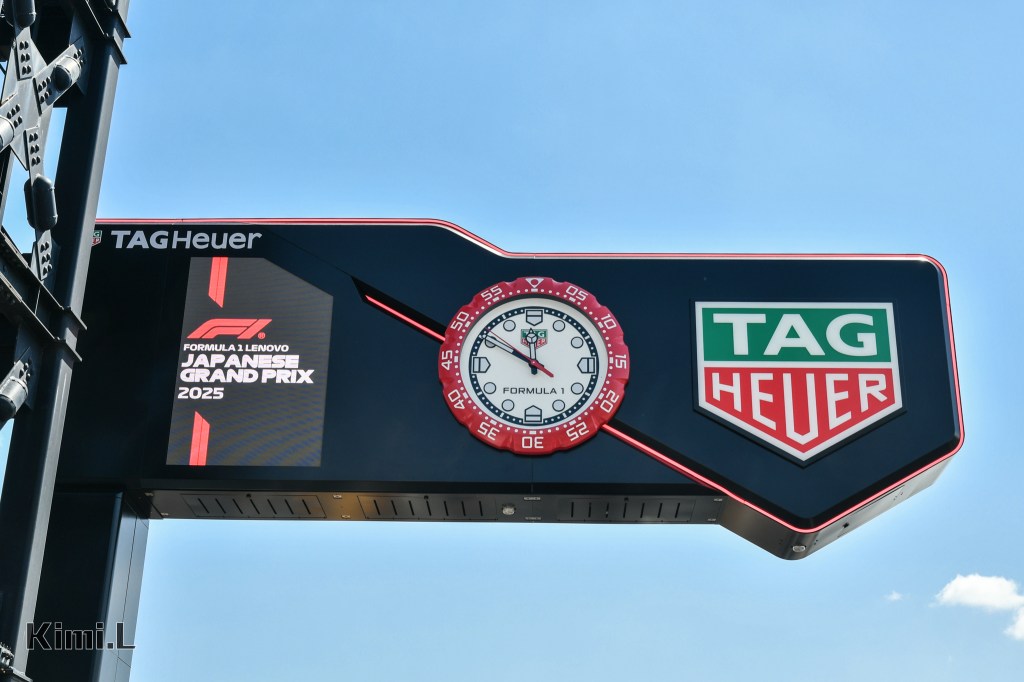 TAGHeuer
F1
FORMULA 1 LENOVO
JAPANESE
GRAND PRIX
2025
55
05
50
10
45
15
40
20
35
30
25
FORMULA 1
TAG
HEUER
Kimi.L